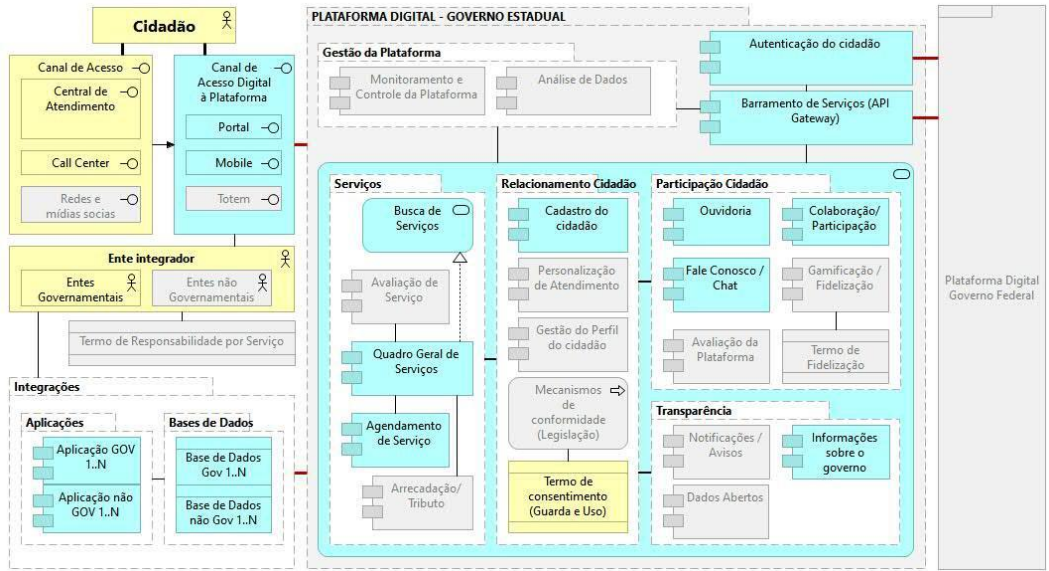 Cidadão
Canal de Acesso
Central de
Atendimento
Call Center
Redes e
mídias socias
Canal de
Acesso Digital
à Plataforma
Portal
Mobile
Totem
Ente integrador
Entes
Governamentais
Entes não
Governamentais
Termo de Responsabilidade por Serviço
Integrações
Aplicações
Aplicação GOV
1..N
Aplicação não
GOV 1..N
Bases de Dados
Base de Dados
Gov 1..N
Base de Dados
não Gov 1..N
PLATAFORMA DIGITAL - GOVERNO ESTADUAL
Gestão da Plataforma
Monitoramento e
Controle da Plataforma
Análise de Dados
Autenticação do cidadão
Barramento de Serviços (API
Gateway)
Serviços
Busca de
Serviços
Avaliação de
Serviço
Quadro Geral de
Serviços
Agendamento
de Serviço
Arrecadação/
Tributo
Relacionamento Cidadão
Cadastro do
cidadão
Personalização
de Atendimento
Gestão do Perfil
do cidadão
Mecanismos
de
conformidade
(Legislação)
Termo de
consentimento
(Guarda e Uso)
Participação Cidadão
Ouvidoria
Colaboração/
Participação
Fale Conosco /
Chat
Gamificação /
Fidelização
Avaliação da
Plataforma
Termo de
Fidelização
Transparência
Notificações /
Avisos
Informações
sobre o
governo
Dados Abertos
Plataforma Digital
Governo Federal